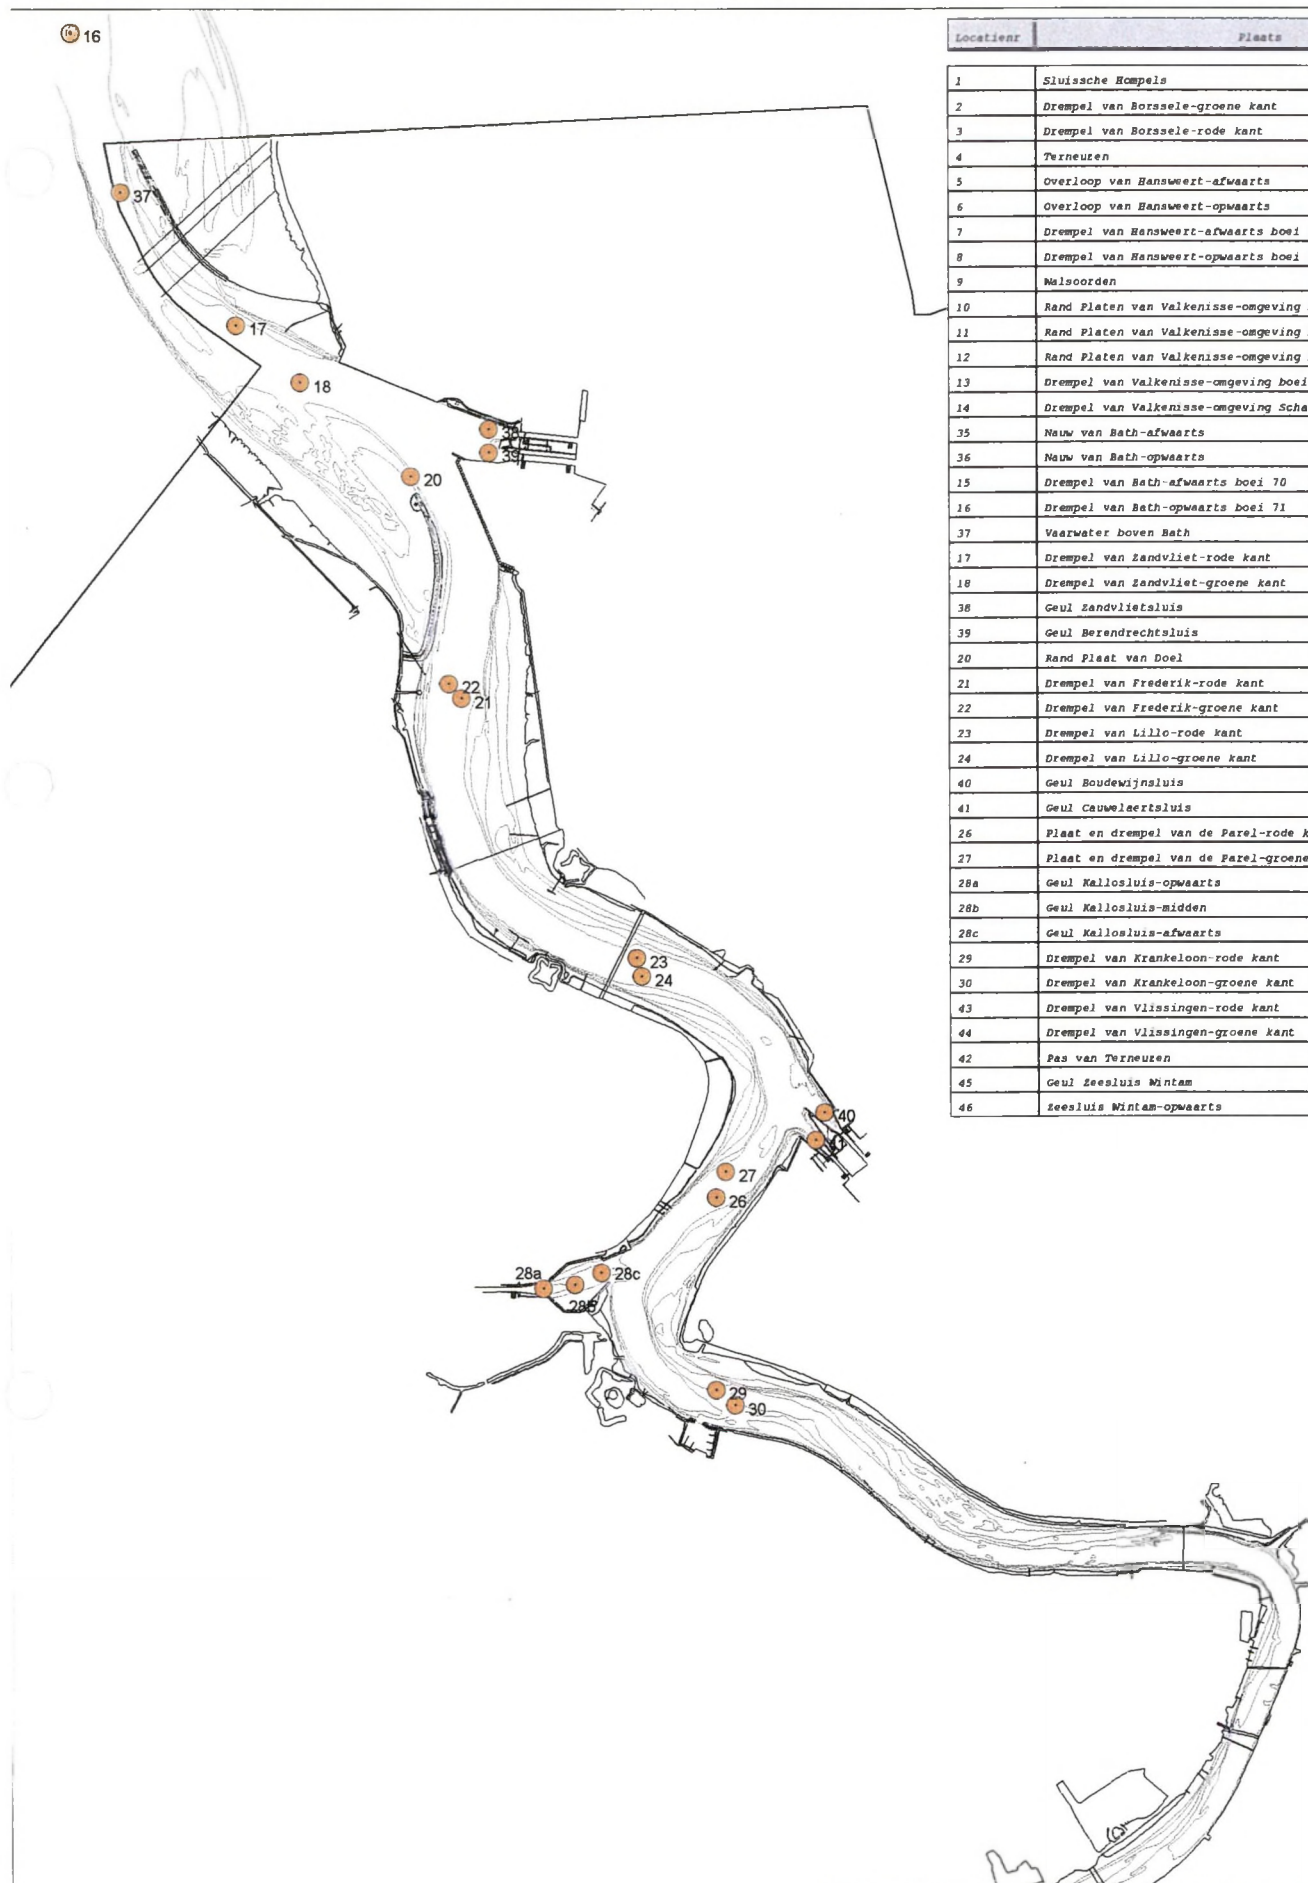 Locatienr Plaats
1 Sluissche Hompels
2 Drempel van Borssele-groene kant
3 Drempel van Borssele-rode kant
4 Terneuzen
5 Overloop van Hansweert-afwaarts
6 Overloop van Hansweert-opwaarts
7 Drempel van Hansweert-afwaarts boei
8 Drempel van Hansweert-opwaarts boei
9 Walsoorden
10 Rand Platen van Valkenisse-omgeving
11 Rand Platen van Valkenisse-omgeving
12 Rand Platen van Valkenisse-omgeving
13 Drempel van Valkenisse-omgeving boei
14 Drempel van Valkenisse-omgeving Scha
35 Nauw van Bath-afwaarts
36 Nauw van Bath-opwaarts
15 Drempel van Bath-afwaarts boei 70
16 Drempel van Bath-opwaarts boei 71
37 Vaarwater boven Bath
17 Drempel van Zandvliet-rode kant
18 Drempel van Zandvliet-groene kant
38 Geul Zandvlietsluis
39 Geul Berendrechtsluis
20 Rand Plaat van Doel
21 Drempel van Frederik-rode kant
22 Drempel van Frederik-groene kant
23 Drempel van Lillo-rode kant
24 Drempel van Lillo-groene kant
40 Geul Boudewijnsluis
41 Geul Cauwelaertsluis
26 Plaat en drempel van de Parel-rode k
27 Plaat en drempel van de Parel-groene
28a Geul Kallosluis-opwaarts
28b Geul Kallosluis-midden
28c Geul Kallosluis-afwaarts
29 Drempel van Krankeloon-rode kant
30 Drempel van Krankeloon-groene kant
43 Drempel van Vlissingen-rode kant
44 Drempel van Vlissingen-groene kant
42 Pas van Terneuzen
45 Geul Zeesluis Wintam
46 Zeesluis Wintam-opwaarts
16
37
17
18
38
39
20
22
21
23
24
40
41
27
26
28a
28c
28b
29
30